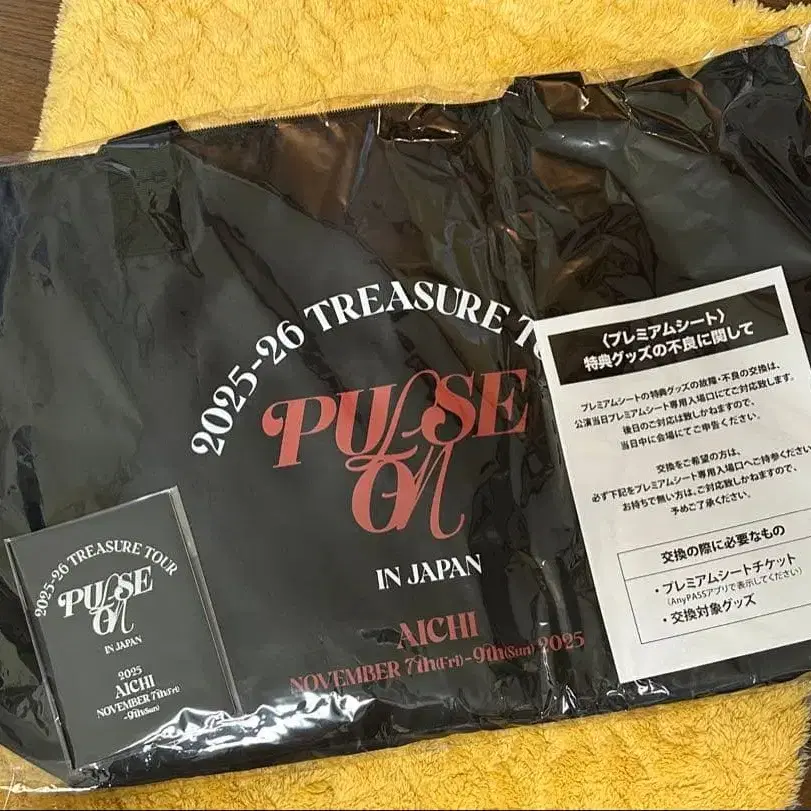 2025-26 TREASURE
PULSE
ON
IN JAPAN
AICHI
NOVEMBER 7th(Fri)-9th(Sun) 2025
〈プレミアムシート〉
特典グッズの不良に関して
プレミアムシートの特典グッズの故障・不良の交換は、
公演当日プレミアムシート専用入場口にてご対応致します。
後日のご対応は致しかねますので、
当日中に会場にてご申告ください。
交換をご希望の方は、
必ず下記をプレミアムシート専用入場口へご持参ください
お持ちで無い方は、ご対応致しかねますので、
予めご了承ください。
交換の際に必要なもの
・プレミアムシートチケット
(AnyPASSアプリで表示してください)
・交換対象グッズ
2025-26 TREASURE TOUR
PULSE
ON
IN JAPAN
2025
AICHI
NOVEMBER 7th(Fri)
-9th(Sun)